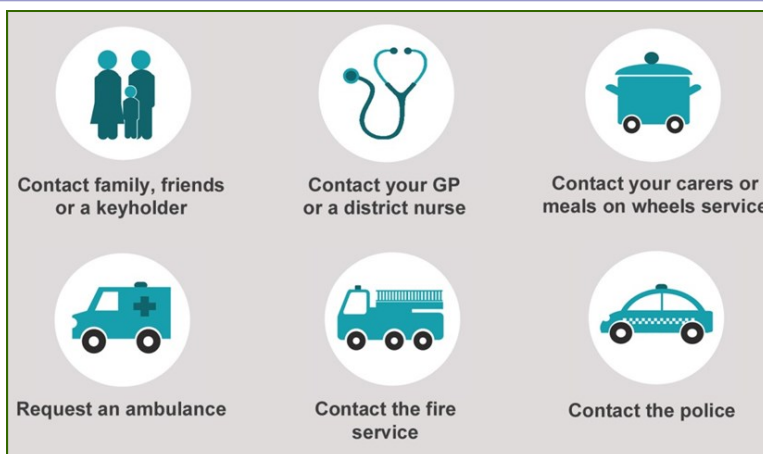 Contact family, friends
or a keyholder
Contact your GP
or a district nurse
Contact your carers or
meals on wheels service
Request an ambulance
Contact the fire
service
Contact the police